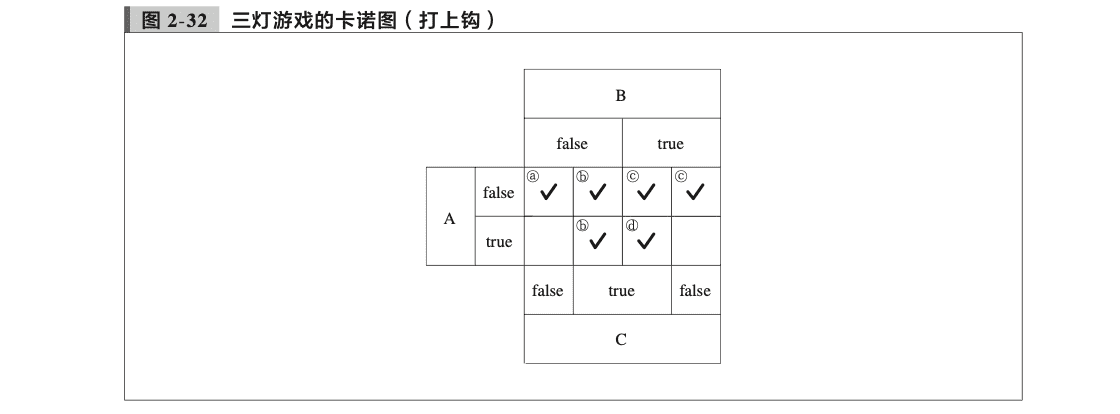 图 2-32 三灯游戏的卡诺图（打上钩）
B
false true
ⓐ ⓑ ⓒ ⓒ
false
A
ⓑ ⓓ
true
false true false
C